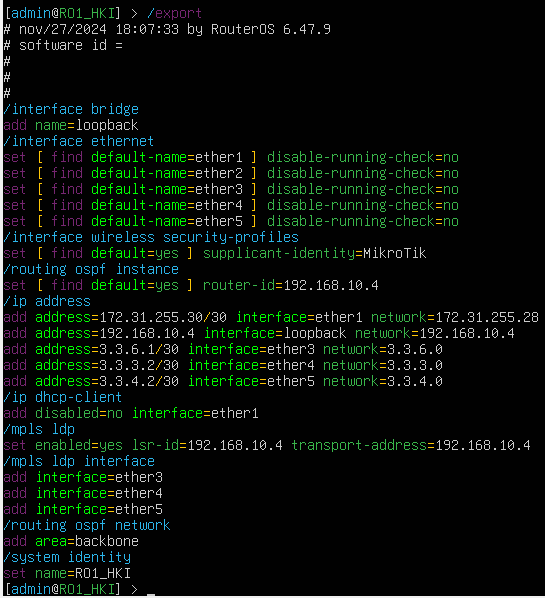 [admin@RO1_HKI] > /export
# nov/27/2024 18:07:33 by RouterOS 6.47.9
# software id =
#
#
#
/interface bridge
add name=loopback
/interface ethernet
set [ find default-name=ether1 ] disable-running-check=no
set [ find default-name=ether2 ] disable-running-check=no
set [ find default-name=ether3 ] disable-running-check=no
set [ find default-name=ether4 ] disable-running-check=no
set [ find default-name=ether5 ] disable-running-check=no
/interface wireless security-profiles
set [ find default=yes ] supplicant-identity=MikroTik
/routing ospf instance
set [ find default=yes ] router-id=192.168.10.4
/ip address
add address=172.31.255.30/30 interface=ether1 network=172.31.255.28
add address=192.168.10.4 interface=loopback network=192.168.10.4
add address=3.3.6.1/30 interface=ether3 network=3.3.6.0
add address=3.3.3.2/30 interface=ether4 network=3.3.3.0
add address=3.3.4.2/30 interface=ether5 network=3.3.4.0
/ip dhcp-client
add disabled=no interface=ether1
/mpls ldp
set enabled=yes lsr-id=192.168.10.4 transport-address=192.168.10.4
/mpls ldp interface
add interface=ether3
add interface=ether4
add interface=ether5
/routing ospf network
add area=backbone
/system identity
set name=RO1_HKI
[admin@RO1_HKI] > _